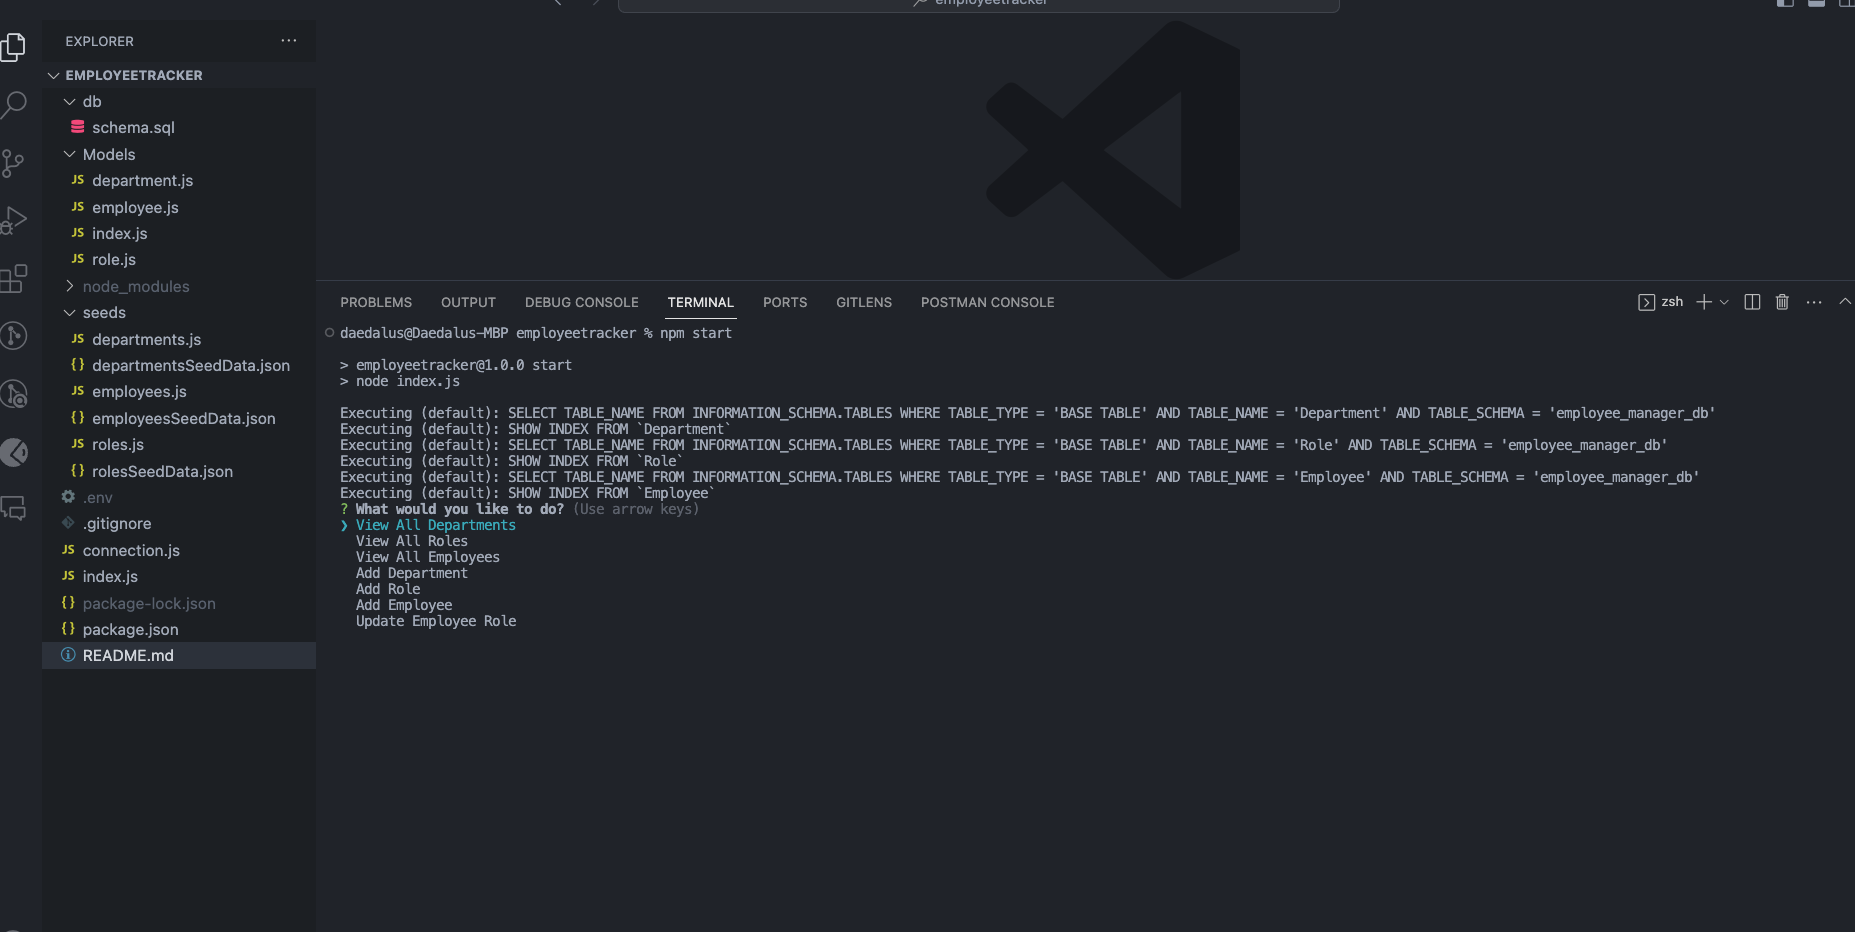 employeetracker
EXPLORER
EMPLOYEETRACKER
db
schema.sql
Models
JS department.js
JS employee.js
JS index.js
JS role.js
node_modules
seeds
JS departments.js
{} departmentsSeedData.json
JS employees.js
{} employeesSeedData.json
JS roles.js
{} rolesSeedData.json
.env
.gitignore
JS connection.js
JS index.js
{} package-lock.json
{} package.json
README.md
PROBLEMS OUTPUT DEBUG CONSOLE TERMINAL PORTS GITLENS POSTMAN CONSOLE zsh
daedalus@Daedalus-MBP employeetracker % npm start
> employeetracker@1.0.0 start
> node index.js
Executing (default): SELECT TABLE_NAME FROM INFORMATION_SCHEMA.TABLES WHERE TABLE_TYPE = 'BASE TABLE' AND TABLE_NAME = 'Department' AND TABLE_SCHEMA = 'employee_manager_db'
Executing (default): SHOW INDEX FROM `Department`
Executing (default): SELECT TABLE_NAME FROM INFORMATION_SCHEMA.TABLES WHERE TABLE_TYPE = 'BASE TABLE' AND TABLE_NAME = 'Role' AND TABLE_SCHEMA = 'employee_manager_db'
Executing (default): SHOW INDEX FROM `Role`
Executing (default): SELECT TABLE_NAME FROM INFORMATION_SCHEMA.TABLES WHERE TABLE_TYPE = 'BASE TABLE' AND TABLE_NAME = 'Employee' AND TABLE_SCHEMA = 'employee_manager_db'
Executing (default): SHOW INDEX FROM `Employee`
? What would you like to do? (Use arrow keys)
❯ View All Departments
View All Roles
View All Employees
Add Department
Add Role
Add Employee
Update Employee Role